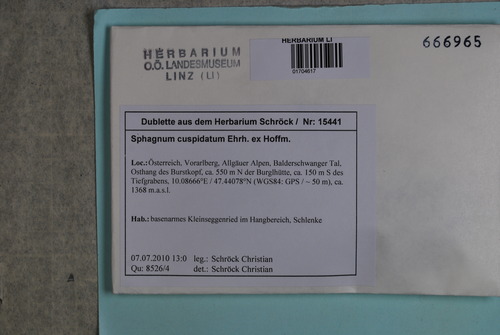 HERBARIUM
O.Ö. LANDESMUSEUM
LINZ (LI)
HERBARIUM LI
01704617
666965
Dublette aus dem Herbarium Schröck / Nr: 15441
Sphagnum cuspidatum Ehrh. ex Hoffm.
Loc.:Österreich, Vorarlberg, Allgäuer Alpen, Balderschwanger Tal,
Osthang des Burstkopf, ca. 550 m N der Burglhütte, ca. 150 m S des
Tiefgrabens, 10.08666°E / 47.44078°N (WGS84: GPS / ~ 50 m), ca.
1368 m.a.s.l.
Hab.: basenarmes Kleinseggenried im Hangbereich, Schlenke
07.07.2010 13:0 leg.: Schröck Christian
Qu: 8526/4 det.: Schröck Christian